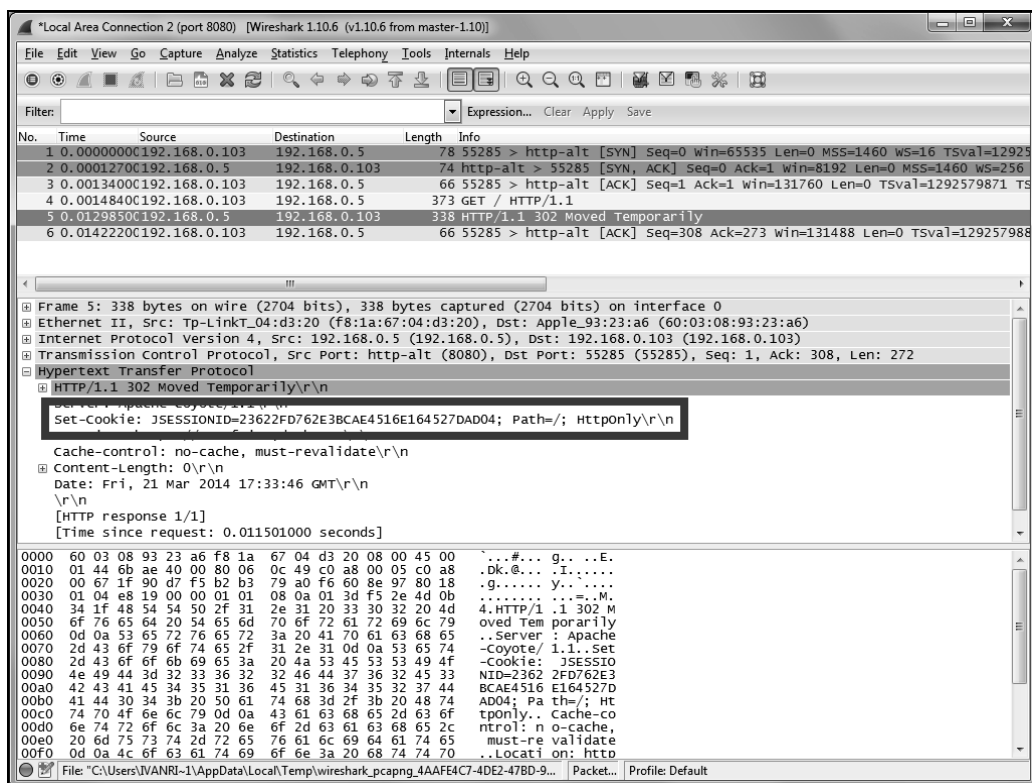 *Local Area Connection 2 (port 8080) [Wireshark 1.10.6 (v1.10.6 from master-1.10)]
File Edit View Go Capture Analyze Statistics Telephony Tools Internals Help
Filter: Expression... Clear Apply Save
No. Time Source Destination Length Info
1 0.00000000 192.168.0.103 192.168.0.5 78 55285 > http-alt [SYN] Seq=0 Win=65535 Len=0 MSS=1460 WS=16 TSval=12925
2 0.00012700 192.168.0.5 192.168.0.103 74 http-alt > 55285 [SYN, ACK] Seq=0 Ack=1 Win=8192 Len=0 MSS=1460 WS=256
3 0.00134000 192.168.0.103 192.168.0.5 66 55285 > http-alt [ACK] Seq=1 Ack=1 Win=131760 Len=0 TSval=1292579871 TS
4 0.00148400 192.168.0.103 192.168.0.5 373 GET / HTTP/1.1
5 0.01298500 192.168.0.5 192.168.0.103 338 HTTP/1.1 302 Moved Temporarily
6 0.01422200 192.168.0.103 192.168.0.5 66 55285 > http-alt [ACK] Seq=308 Ack=273 Win=131488 Len=0 TSval=129257988
Frame 5: 338 bytes on wire (2704 bits), 338 bytes captured (2704 bits) on interface 0
Ethernet II, Src: Tp-LinkT_04:d3:20 (f8:1a:67:04:d3:20), Dst: Apple_93:23:a6 (60:03:08:93:23:a6)
Internet Protocol Version 4, Src: 192.168.0.5 (192.168.0.5), Dst: 192.168.0.103 (192.168.0.103)
Transmission Control Protocol, Src Port: http-alt (8080), Dst Port: 55285 (55285), Seq: 1, Ack: 308, Len: 272
Hypertext Transfer Protocol
HTTP/1.1 302 Moved Temporarily\r\n
Server: Apache-Coyote/1.1\r\n
Set-Cookie: JSESSIONID=23622FD762E3BCAE4516E164527DAD04; Path=/; HttpOnly\r\n
Cache-control: no-cache, must-revalidate\r\n
Content-Length: 0\r\n
Date: Fri, 21 Mar 2014 17:33:46 GMT\r\n
\r\n
[HTTP response 1/1]
[Time since request: 0.011501000 seconds]
0000 60 03 08 93 23 a6 f8 1a 67 04 d3 20 08 00 45 00 `...#... g.. ..E.
0010 01 44 6b ae 40 00 80 06 0c 49 c0 a8 00 05 c0 a8 .Dk.@... .I......
0020 00 67 1f 90 d7 f5 b2 b3 79 a0 f6 60 8e 97 80 18 .g...... y..`....
0030 01 04 e8 19 00 00 01 01 08 0a 01 3d f5 2e 4d 0b ........ ...=..M.
0040 34 1f 48 54 54 50 2f 31 2e 31 20 33 30 32 20 4d 4.HTTP/1 .1 302 M
0050 6f 76 65 64 20 54 65 6d 70 6f 72 61 72 69 6c 79 oved Tem porarily
0060 0d 0a 53 65 72 76 65 72 3a 20 41 70 61 63 68 65 ..Server : Apache
0070 2d 43 6f 79 6f 74 65 2f 31 2e 31 0d 0a 53 65 74 -Coyote/ 1.1..Set
0080 2d 43 6f 6f 6b 69 65 3a 20 4a 53 45 53 53 49 4f -Cookie: JSESSIO
0090 4e 49 44 3d 32 33 36 32 32 46 44 37 36 32 45 33 NID=2362 2FD762E3
00a0 42 43 41 45 34 35 31 36 45 31 36 34 35 32 37 44 BCAE4516 E164527D
00b0 41 44 30 34 3b 20 50 61 74 68 3d 2f 3b 20 48 74 AD04; Pa th=/; Ht
00c0 74 70 4f 6e 6c 79 0d 0a 43 61 63 68 65 2d 63 6f tpOnly.. Cache-co
00d0 6e 74 72 6f 6c 3a 20 6e 6f 2d 63 61 63 68 65 2c ntrol: n o-cache,
00e0 20 6d 75 73 74 2d 72 65 76 61 6c 69 64 61 74 65 must-re validate
00f0 0d 0a 4c 6f 63 61 74 69 6f 6e 3a 20 68 74 74 70 ..Locati on: http
File: "C:\Users\IVANRI~1\AppData\Local\Temp\wireshark_pcapng_4AAFE4C7-4DE2-47BD-9... Packet... Profile: Default